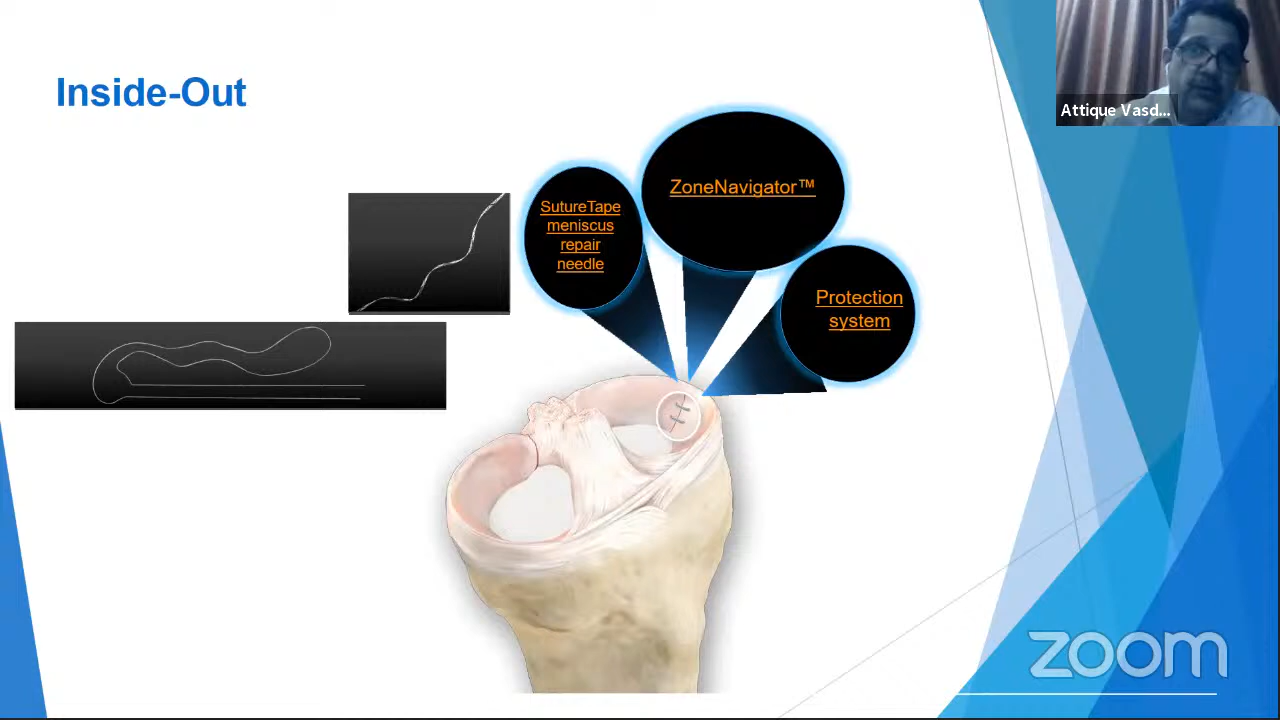 Inside-Out
Attique Vasd...
ZoneNavigator™
SutureTape
meniscus
repair
needle
Protection
system
zoom